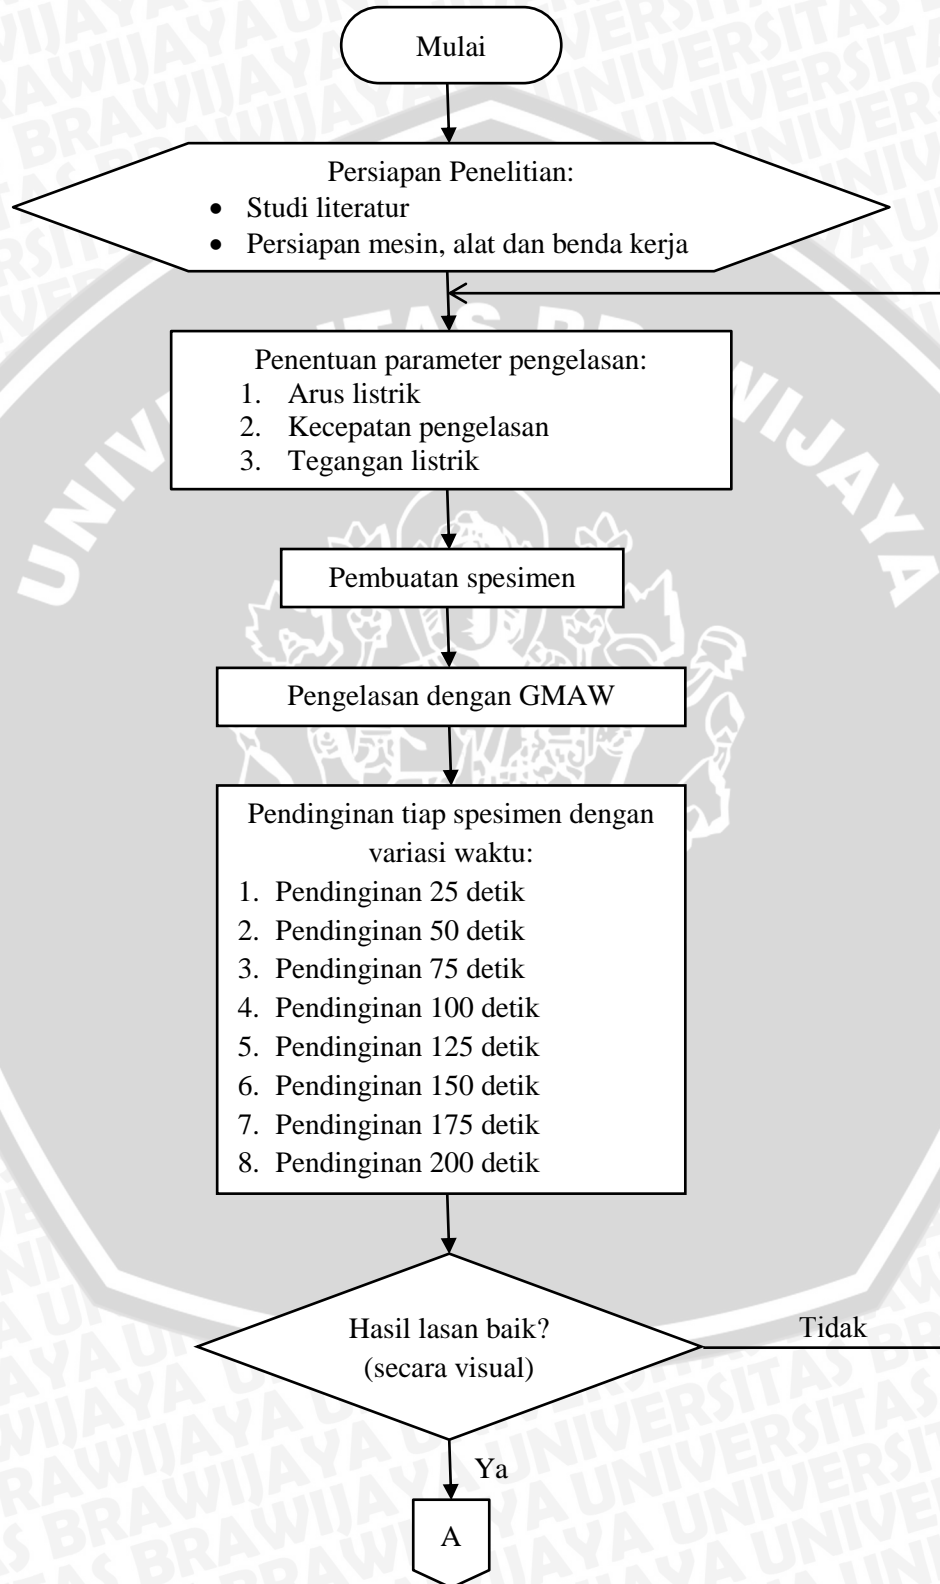 Mulai
Persiapan Penelitian:
• Studi literatur
• Persiapan mesin, alat dan benda kerja
Penentuan parameter pengelasan:
1. Arus listrik
2. Kecepatan pengelasan
3. Tegangan listrik
Pembuatan spesimen
Pengelasan dengan GMAW
Pendinginan tiap spesimen dengan
variasi waktu:
1. Pendinginan 25 detik
2. Pendinginan 50 detik
3. Pendinginan 75 detik
4. Pendinginan 100 detik
5. Pendinginan 125 detik
6. Pendinginan 150 detik
7. Pendinginan 175 detik
8. Pendinginan 200 detik
Hasil lasan baik?
(secara visual)
Tidak
Ya
A